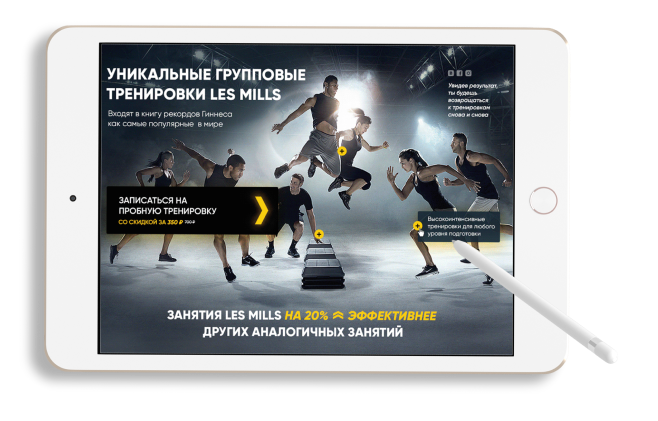 УНИКАЛЬНЫЕ ГРУППОВЫЕ
ТРЕНИРОВКИ LES MILLS
Входят в книгу рекордов Гиннеса
как самые популярные в мире
Увидев результат,
ты будешь
возвращаться
к тренировкам
снова и снова
ЗАПИСАТЬСЯ НА
ПРОБНУЮ ТРЕНИРОВКУ
СО СКИДКОЙ ЗА 350 ₽ 700 ₽
Высокоинтенсивные
тренировки для любого
уровня подготовки
ЗАНЯТИЯ LES MILLS НА 20% ЭФФЕКТИВНЕЕ
ДРУГИХ АНАЛОГИЧНЫХ ЗАНЯТИЙ